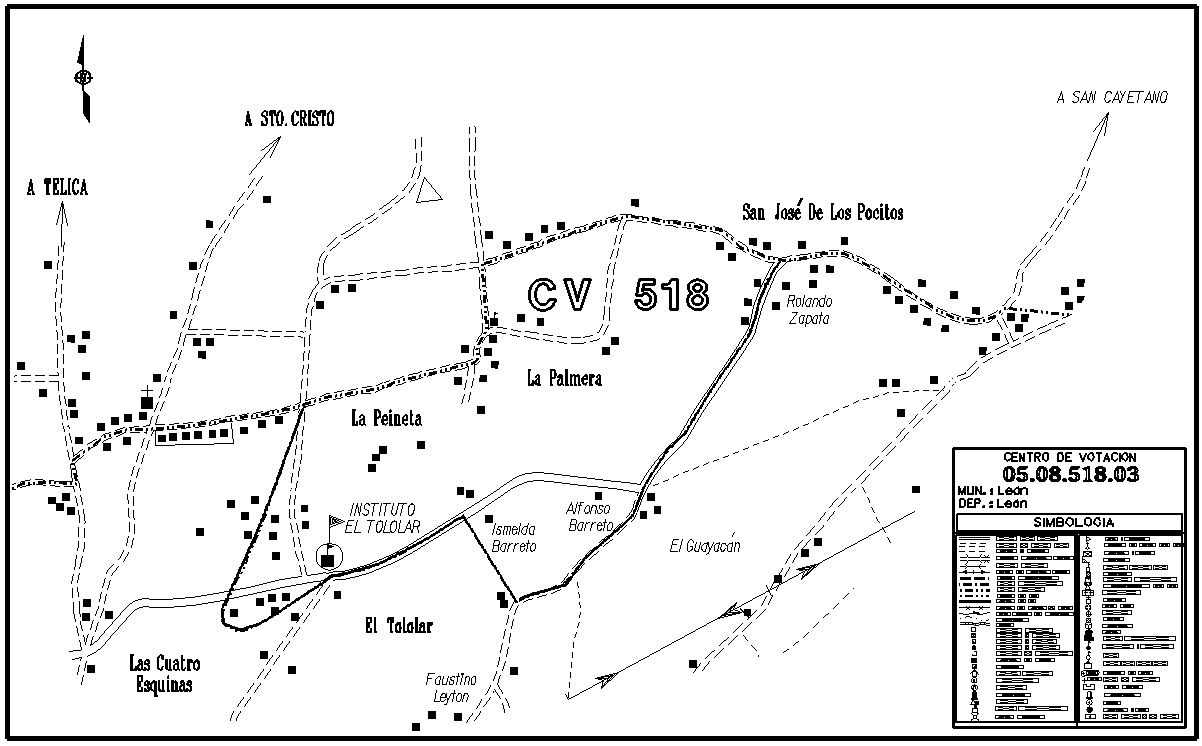 A SAN CAYETANO
A STO. CRISTO
A TELICA
San José De Los Pocitos
CV 518
Rolando
Zapata
La Palmera
La Peineta
CENTRO DE VOTACION
05.08.518.03
MUN.: León
DEP.: León
SIMBOLOGIA
INSTITUTO
EL TOLOLAR
Ismelda
Barreto
Alfonso
Barreto
El Guayacán
El Tololar
Las Cuatro
Esquinas
Faustino
Leyton